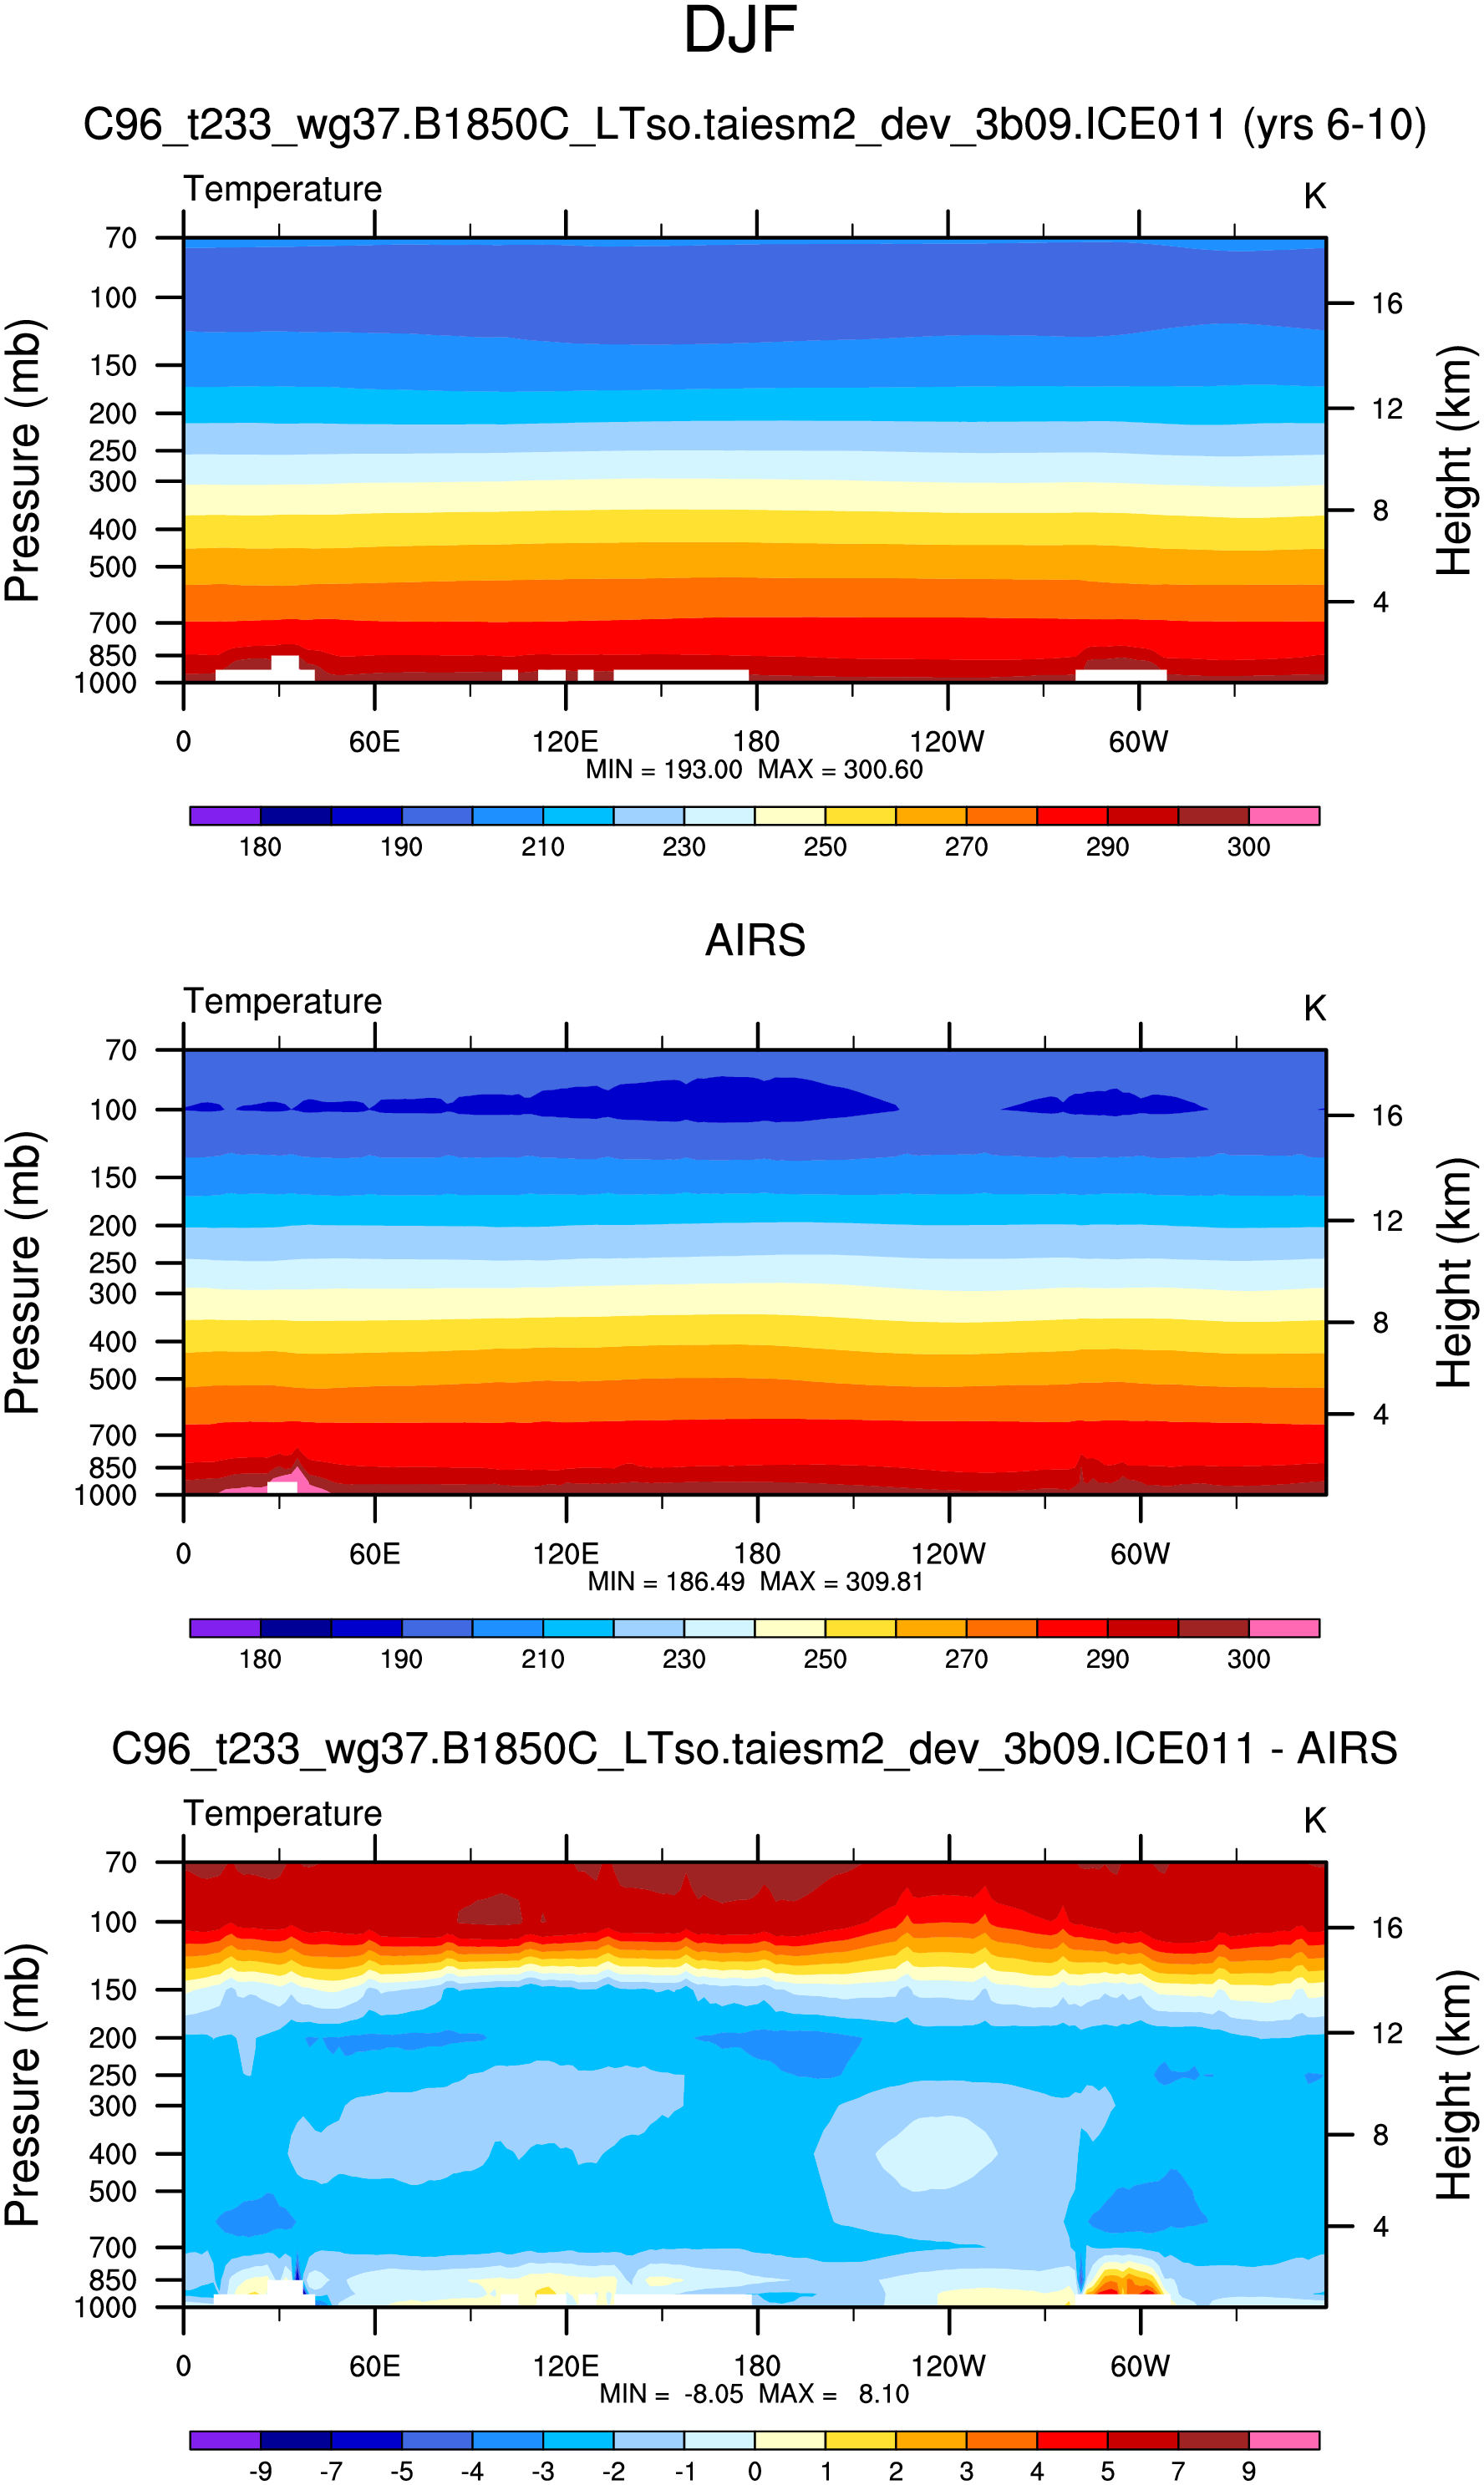 DJF
C96_t233_wg37.B1850C_LTso.taiesm2_dev_3b09.ICE011 (yrs 6-10)
Temperature K
70
100
150
200
250
300
400
500
700
850
1000
Pressure (mb)
16
12
8
4
Height (km)
0 60E 120E 180 120W 60W
MIN = 193.00 MAX = 300.60
180 190 210 230 250 270 290 300
AIRS
Temperature K
70
100
150
200
250
300
400
500
700
850
1000
Pressure (mb)
16
12
8
4
Height (km)
0 60E 120E 180 120W 60W
MIN = 186.49 MAX = 309.81
180 190 210 230 250 270 290 300
C96_t233_wg37.B1850C_LTso.taiesm2_dev_3b09.ICE011 - AIRS
Temperature K
70
100
150
200
250
300
400
500
700
850
1000
Pressure (mb)
16
12
8
4
Height (km)
0 60E 120E 180 120W 60W
MIN = -8.05 MAX = 8.10
-9 -7 -5 -4 -3 -2 -1 0 1 2 3 4 5 7 9